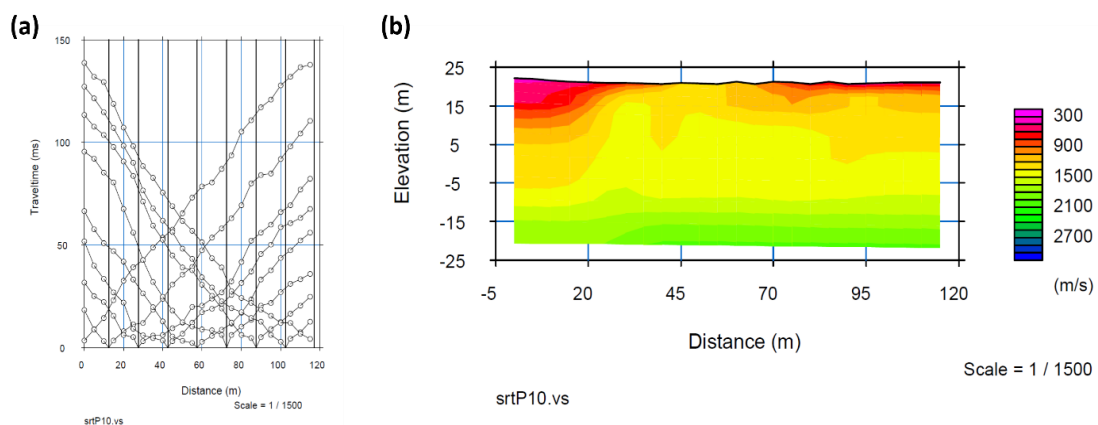 (a)
150
100
50
0
Traveltime (ms)
0 20 40 60 80 100 120
Distance (m)
Scale = 1 / 1500
srtP10.vs
(b)
25
15
5
-5
-15
-25
Elevation (m)
-5 20 45 70 95 120
Distance (m)
300
900
1500
2100
2700
(m/s)
Scale = 1 / 1500
srtP10.vs